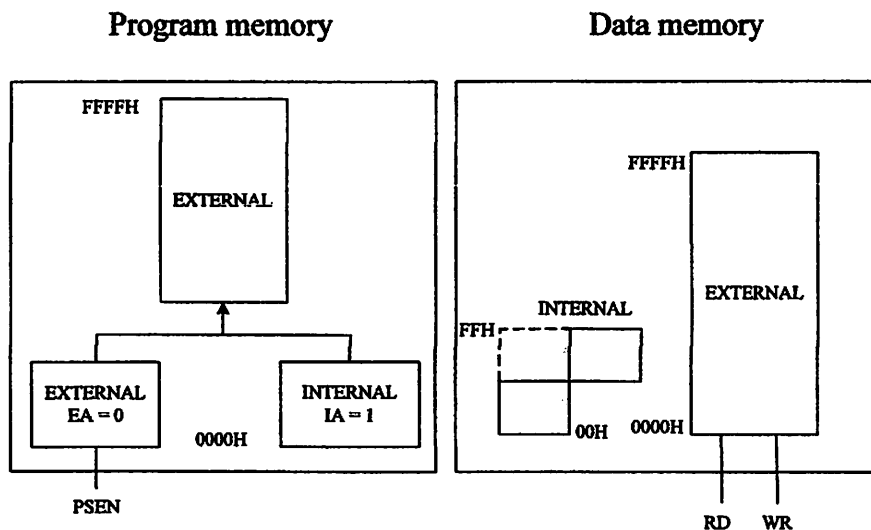 Program memory
FFFFH
EXTERNAL
EXTERNAL
EA = 0
INTERNAL
IA = 1
0000H
PSEN
Data memory
FFFFH
EXTERNAL
INTERNAL
FFH
00H
0000H
RD
WR